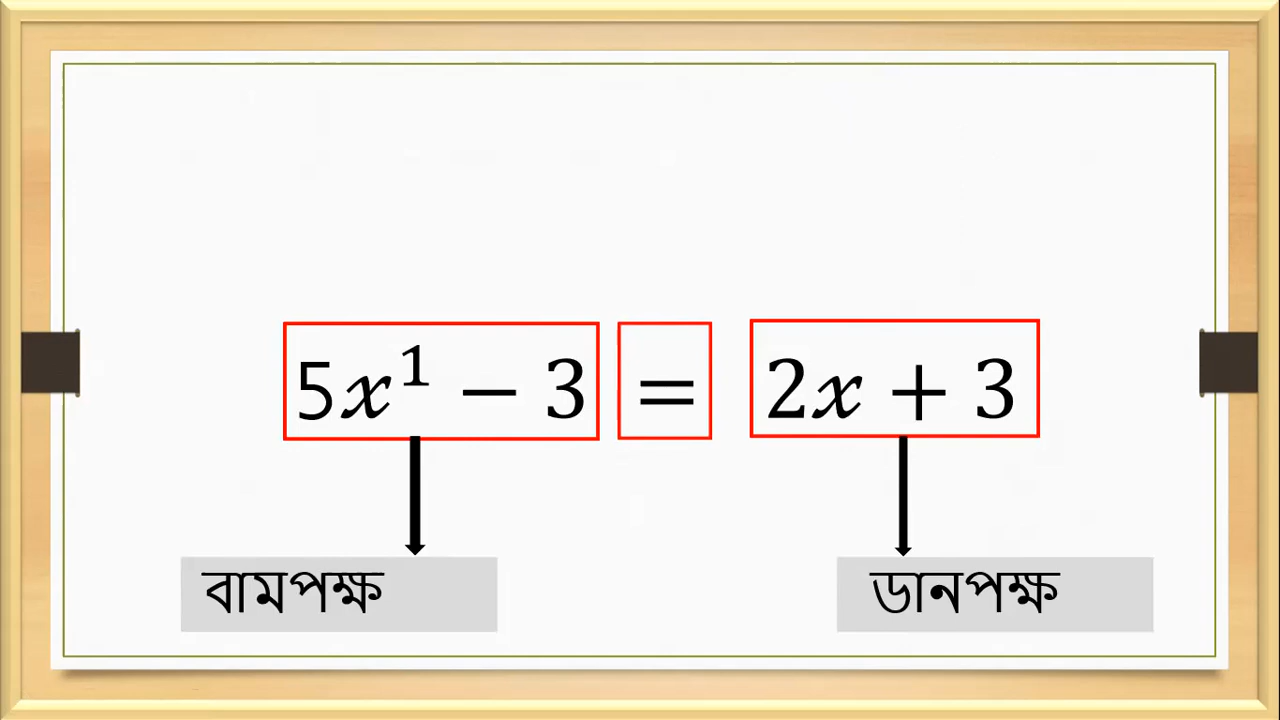 5x¹ − 3 = 2x + 3
বামপক্ষ ডানপক্ষ